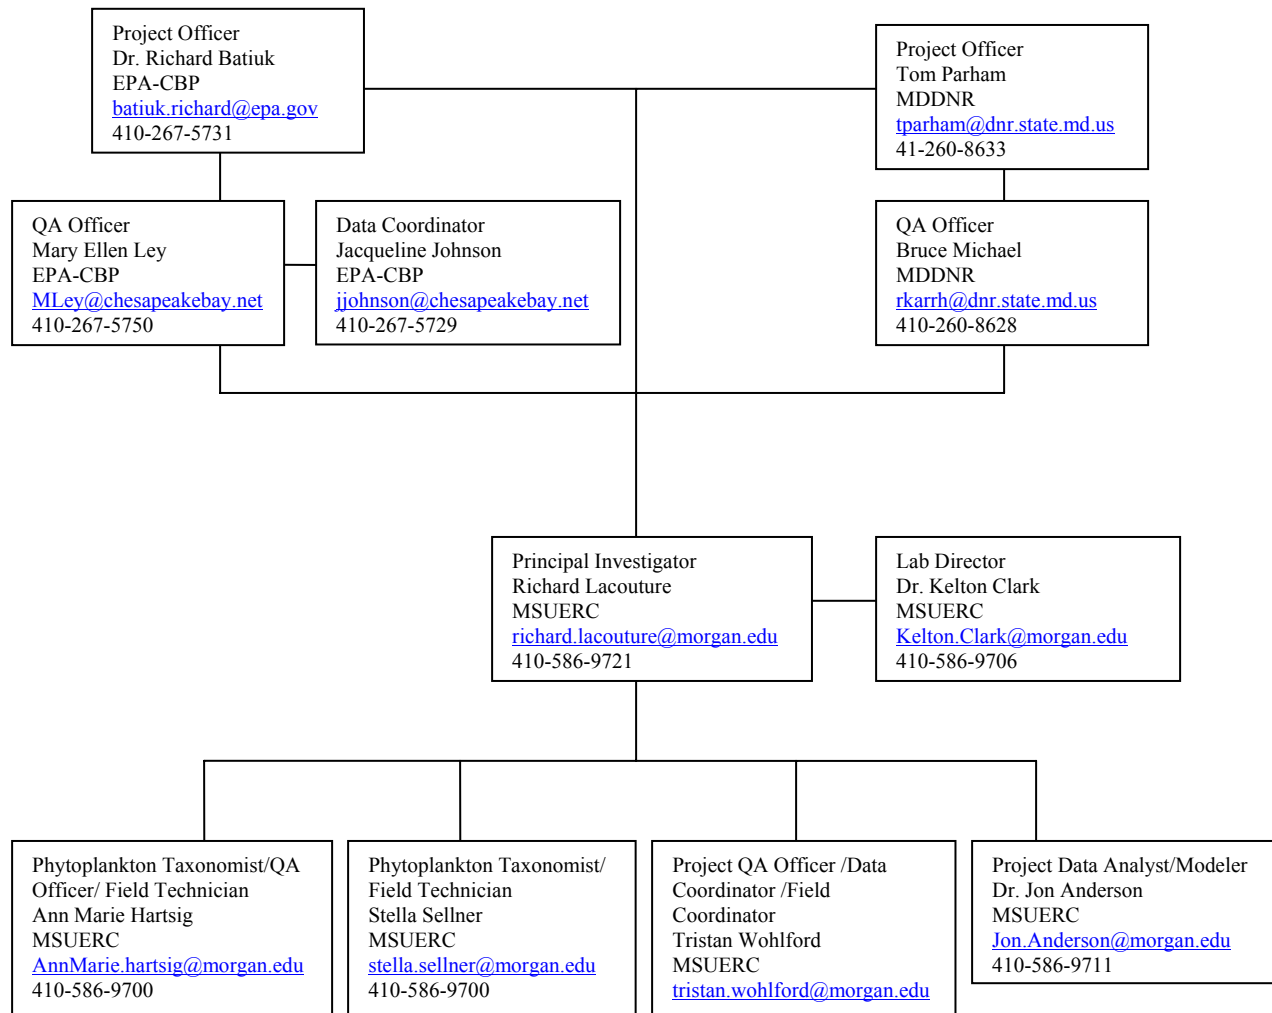 Project Officer
Dr. Richard Batiuk
EPA-CBP
batiuk.richard@epa.gov
410-267-5731
Project Officer
Tom Parham
MDDNR
tparham@dnr.state.md.us
41-260-8633
QA Officer
Mary Ellen Ley
EPA-CBP
MLey@chesapeakebay.net
410-267-5750
Data Coordinator
Jacqueline Johnson
EPA-CBP
jjohnson@chesapeakebay.net
410-267-5729
QA Officer
Bruce Michael
MDDNR
rkarrh@dnr.state.md.us
410-260-8628
Principal Investigator
Richard Lacouture
MSUERC
richard.lacouture@morgan.edu
410-586-9721
Lab Director
Dr. Kelton Clark
MSUERC
Kelton.Clark@morgan.edu
410-586-9706
Phytoplankton Taxonomist/QA
Officer/ Field Technician
Ann Marie Hartsig
MSUERC
AnnMarie.hartsig@morgan.edu
410-586-9700
Phytoplankton Taxonomist/
Field Technician
Stella Sellner
MSUERC
stella.sellner@morgan.edu
410-586-9700
Project QA Officer /Data
Coordinator /Field
Coordinator
Tristan Wohlford
MSUERC
tristan.wohlford@morgan.edu
Project Data Analyst/Modeler
Dr. Jon Anderson
MSUERC
Jon.Anderson@morgan.edu
410-586-9711